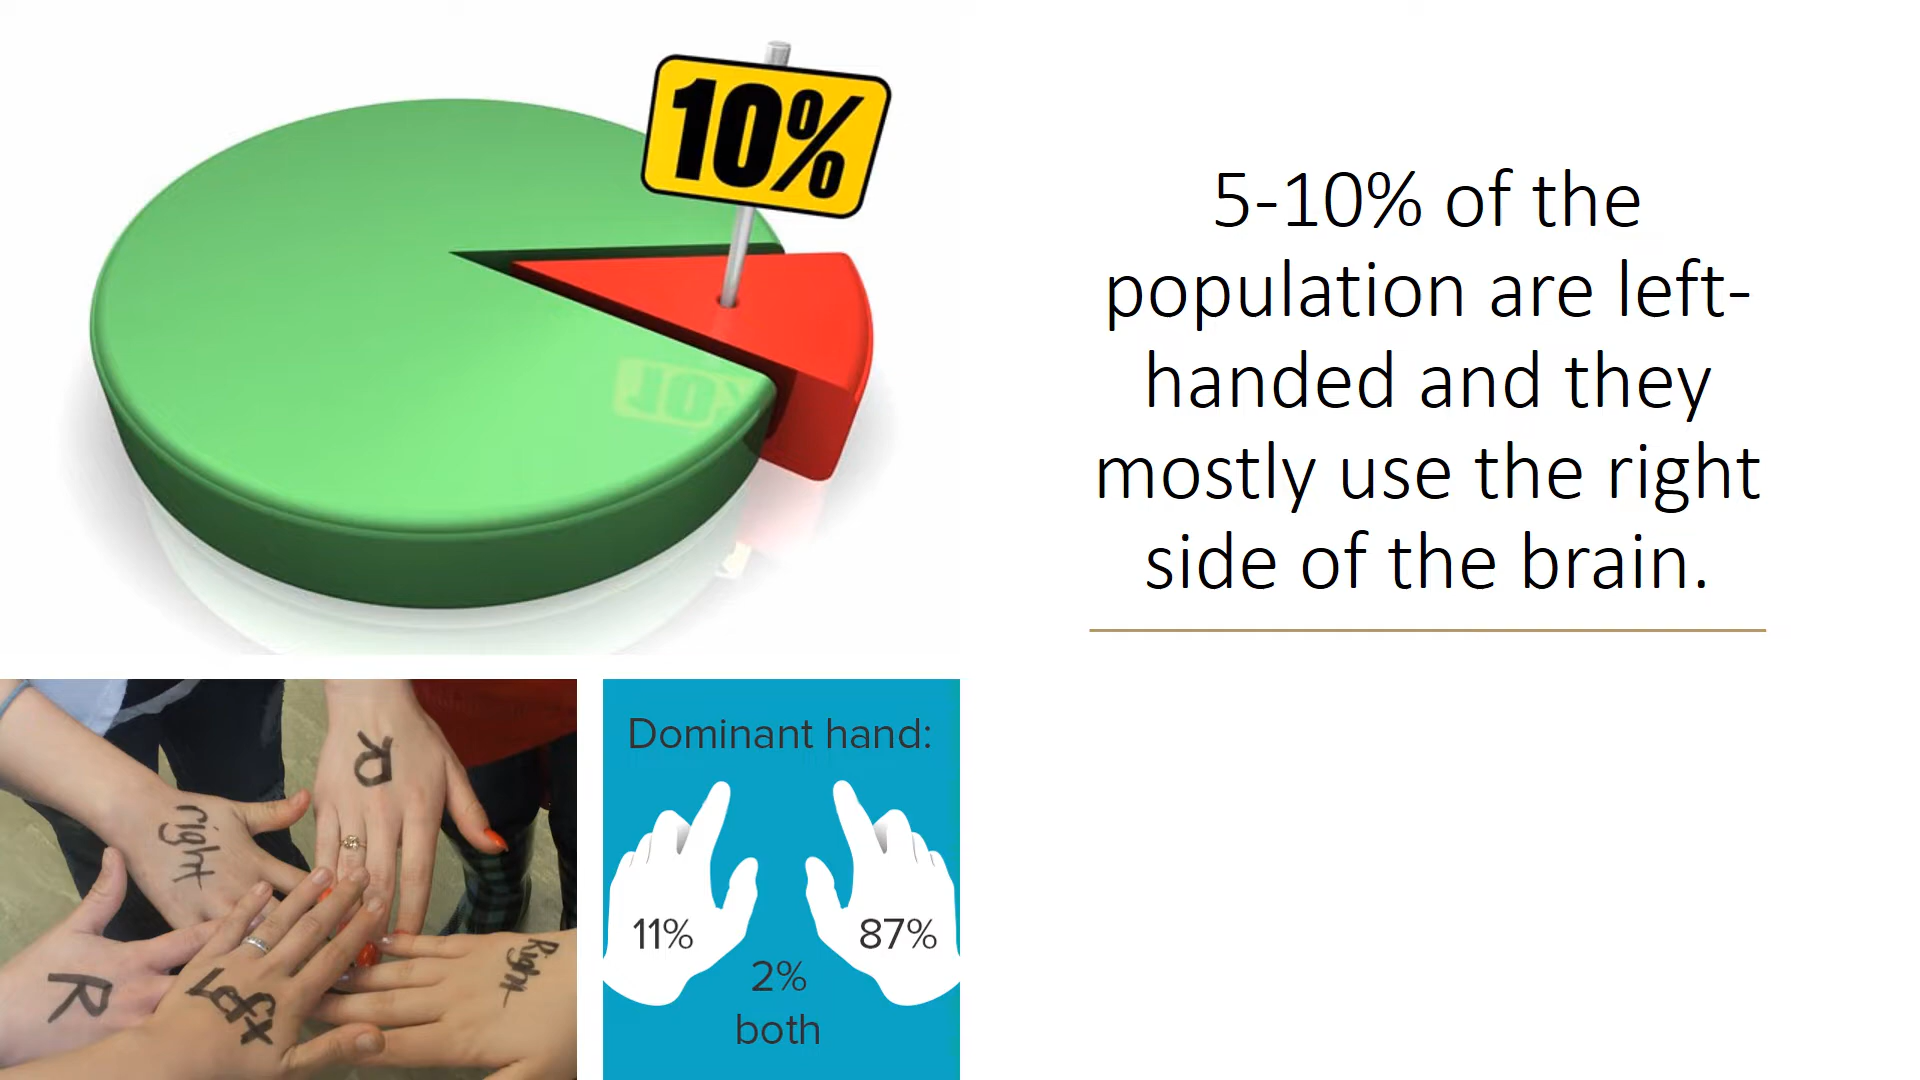 10%
5-10% of the
population are left-
handed and they
mostly use the right
side of the brain.
R
right
R
Left
Right
Dominant hand:
11%
87%
2%
both